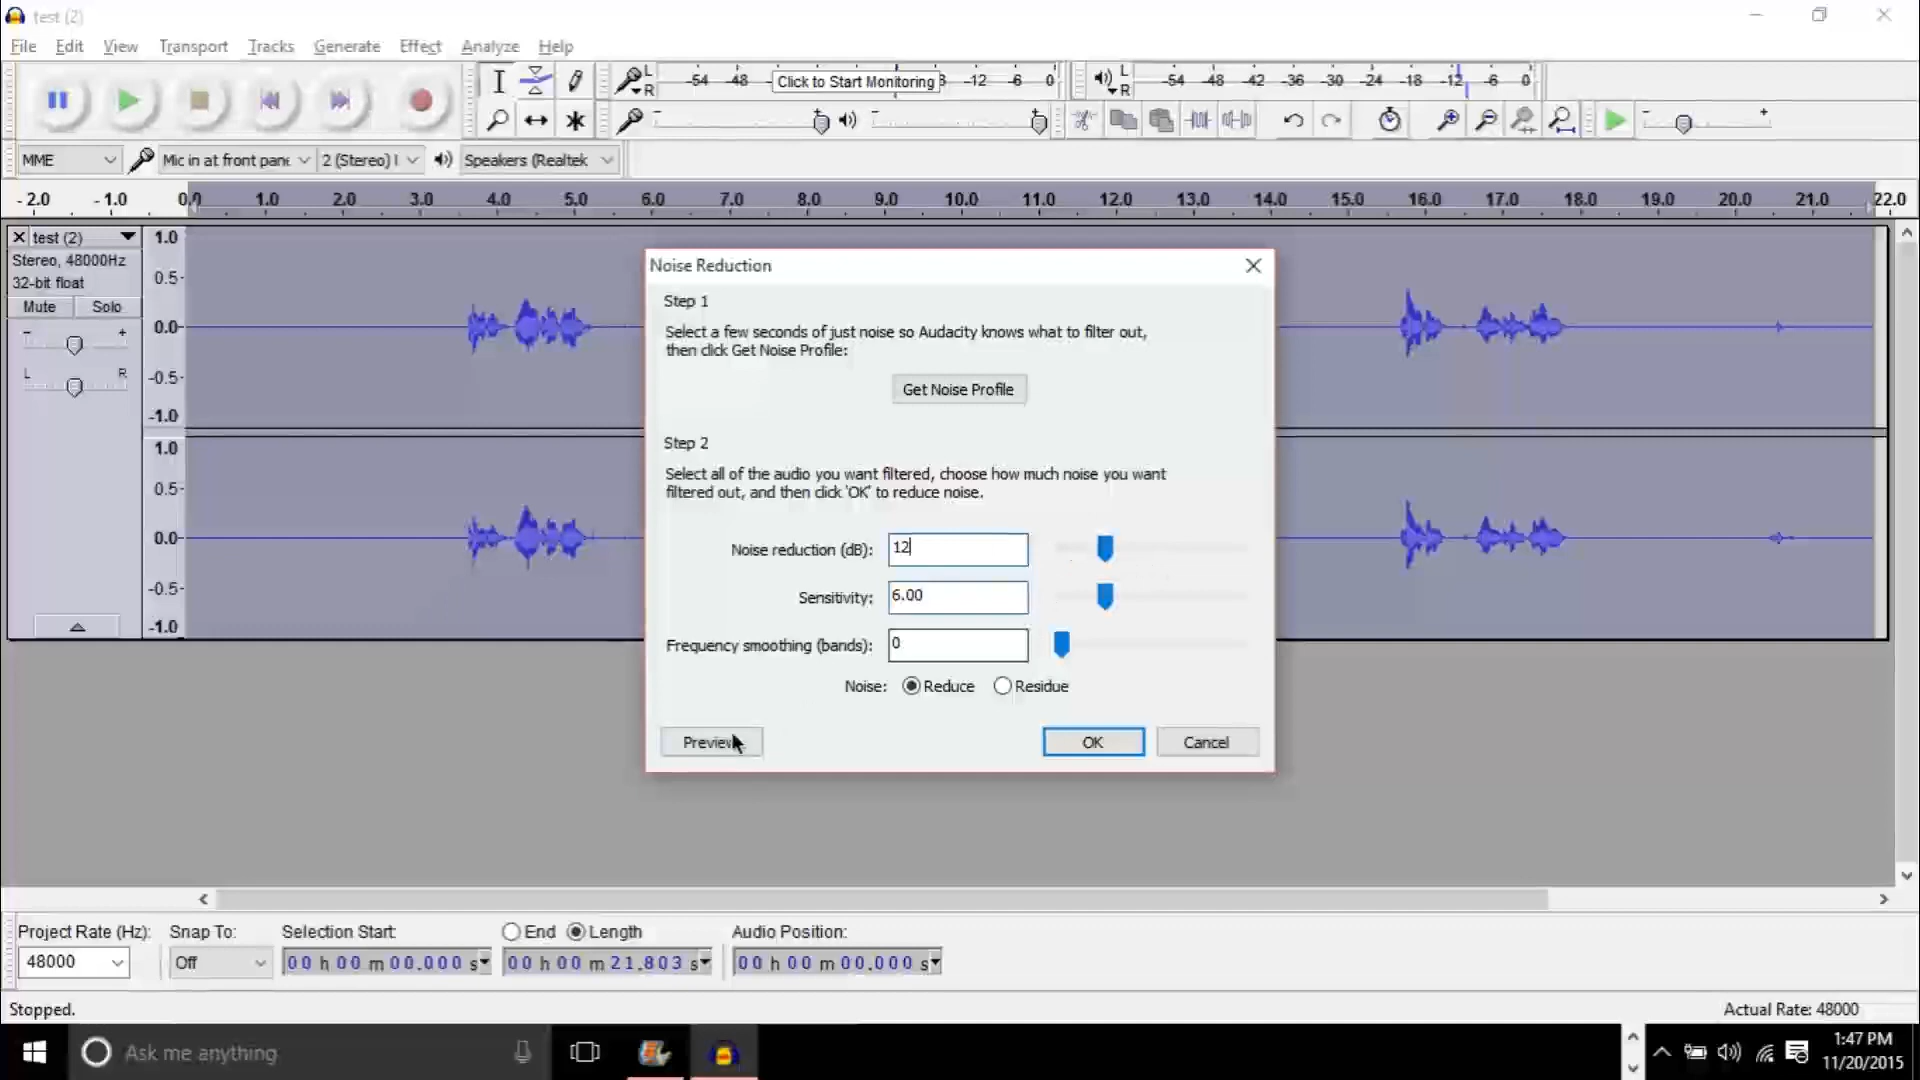 test (2)
File Edit View Transport Tracks Generate Effect Analyze Help
L R -54 -48 Click to Start Monitoring -12 -6 0
L R -54 -48 -42 -36 -30 -24 -18 -12 -6 0
MME Mic in at front pane 2 (Stereo) Speakers (Realtek
-2.0 -1.0 0.0 1.0 2.0 3.0 4.0 5.0 6.0 7.0 8.0 9.0 10.0 11.0 12.0 13.0 14.0 15.0 16.0 17.0 18.0 19.0 20.0 21.0 22.0
test (2)
Stereo, 48000Hz
32-bit float
Mute Solo
- +
L R
1.0
0.5-
0.0-
-0.5-
-1.0
1.0
0.5-
0.0-
-0.5-
-1.0
Noise Reduction
Step 1
Select a few seconds of just noise so Audacity knows what to filter out,
then click Get Noise Profile:
Get Noise Profile
Step 2
Select all of the audio you want filtered, choose how much noise you want
filtered out, and then click 'OK' to reduce noise.
Noise reduction (dB): 12
Sensitivity: 6.00
Frequency smoothing (bands): 0
Noise: Reduce Residue
Preview OK Cancel
Project Rate (Hz): Snap To: Selection Start: End Length Audio Position:
48000 Off 00 h 00 m 00.000 s 00 h 00 m 21.803 s 00 h 00 m 00.000 s
Stopped. Actual Rate: 48000
Ask me anything
1:47 PM
11/20/2015